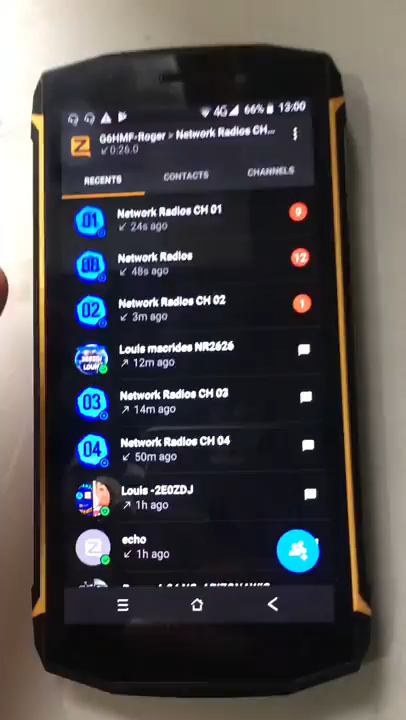 4G 66% 13:00
G6HMF-Roger > Network Radios CH...
↙ 0:26.0
RECENTS CONTACTS CHANNELS
01 Network Radios CH 01 9
↙ 24s ago
Network Radios 12
↙ 48s ago
02 Network Radios CH 02 1
↙ 3m ago
Louis macrides NR2626
↗ 12m ago
03 Network Radios CH 03
↗ 14m ago
04 Network Radios CH 04
↙ 50m ago
Louis -2E0ZDJ
↗ 1h ago
echo
↙ 1h ago